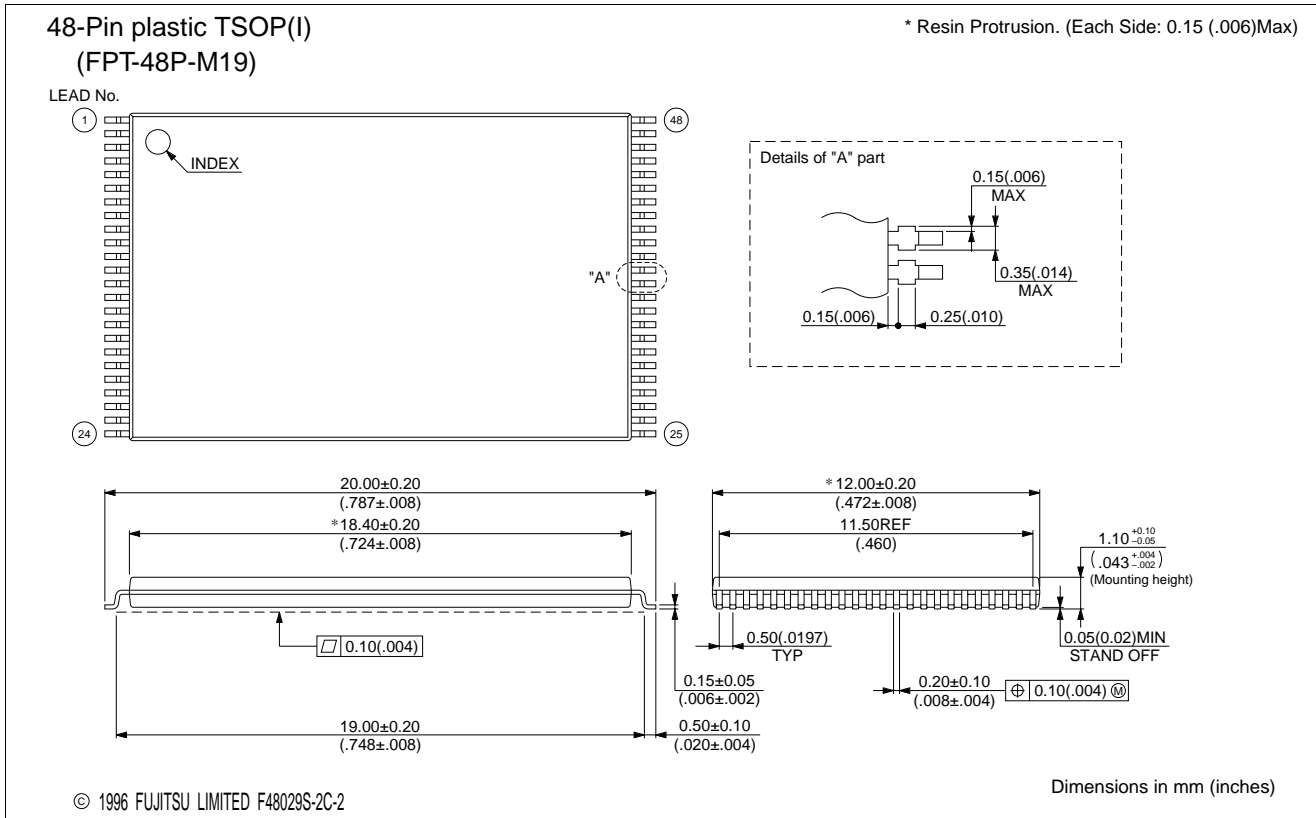 48-Pin plastic TSOP(I)
(FPT-48P-M19)
* Resin Protrusion. (Each Side: 0.15 (.006)Max)
LEAD No.
1
48
INDEX
"A"
24
25
Details of "A" part
0.15(.006)
MAX
0.35(.014)
MAX
0.15(.006)
0.25(.010)
20.00±0.20
(.787±.008)
*18.40±0.20
(.724±.008)
0.10(.004)
0.15±0.05
(.006±.002)
19.00±0.20
(.748±.008)
0.50±0.10
(.020±.004)
*12.00±0.20
(.472±.008)
11.50REF
(.460)
1.10 +0.10 −0.05
(.043 +.004 −.002)
(Mounting height)
0.50(.0197)
TYP
0.05(0.02)MIN
STAND OFF
0.20±0.10
(.008±.004)
⌖ 0.10(.004) Ⓜ
© 1996 FUJITSU LIMITED F48029S-2C-2
Dimensions in mm (inches)